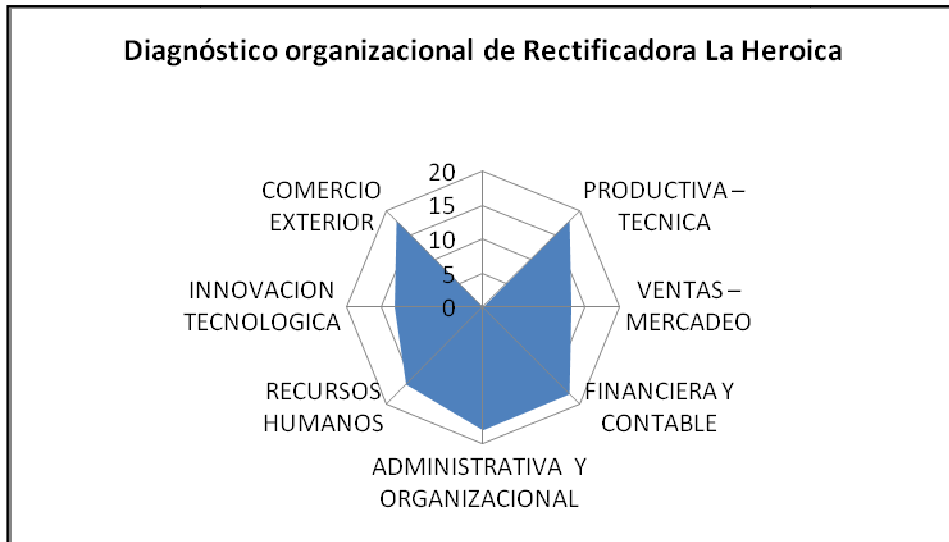 Diagnóstico organizacional de Rectificadora La Heroica
20
15
10
5
0
PRODUCTIVA –
TECNICA
VENTAS –
MERCADEO
FINANCIERA Y
CONTABLE
ADMINISTRATIVA Y
ORGANIZACIONAL
RECURSOS
HUMANOS
INNOVACION
TECNOLOGICA
COMERCIO
EXTERIOR